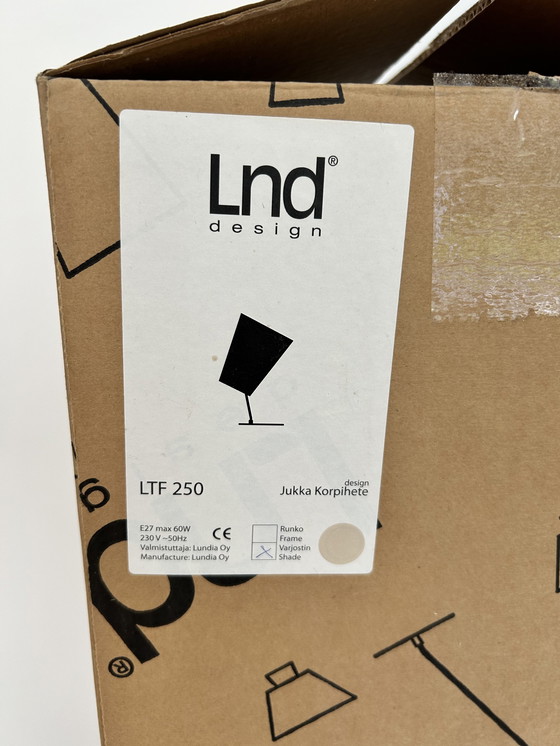 Lnd®
design
LTF 250
design
Jukka Korpihete
E27 max 60W
230 V ~50Hz
Valmistuttaja: Lundia Oy
Manufacture: Lundia Oy
CE
Runko
Frame
Varjostin
Shade
®